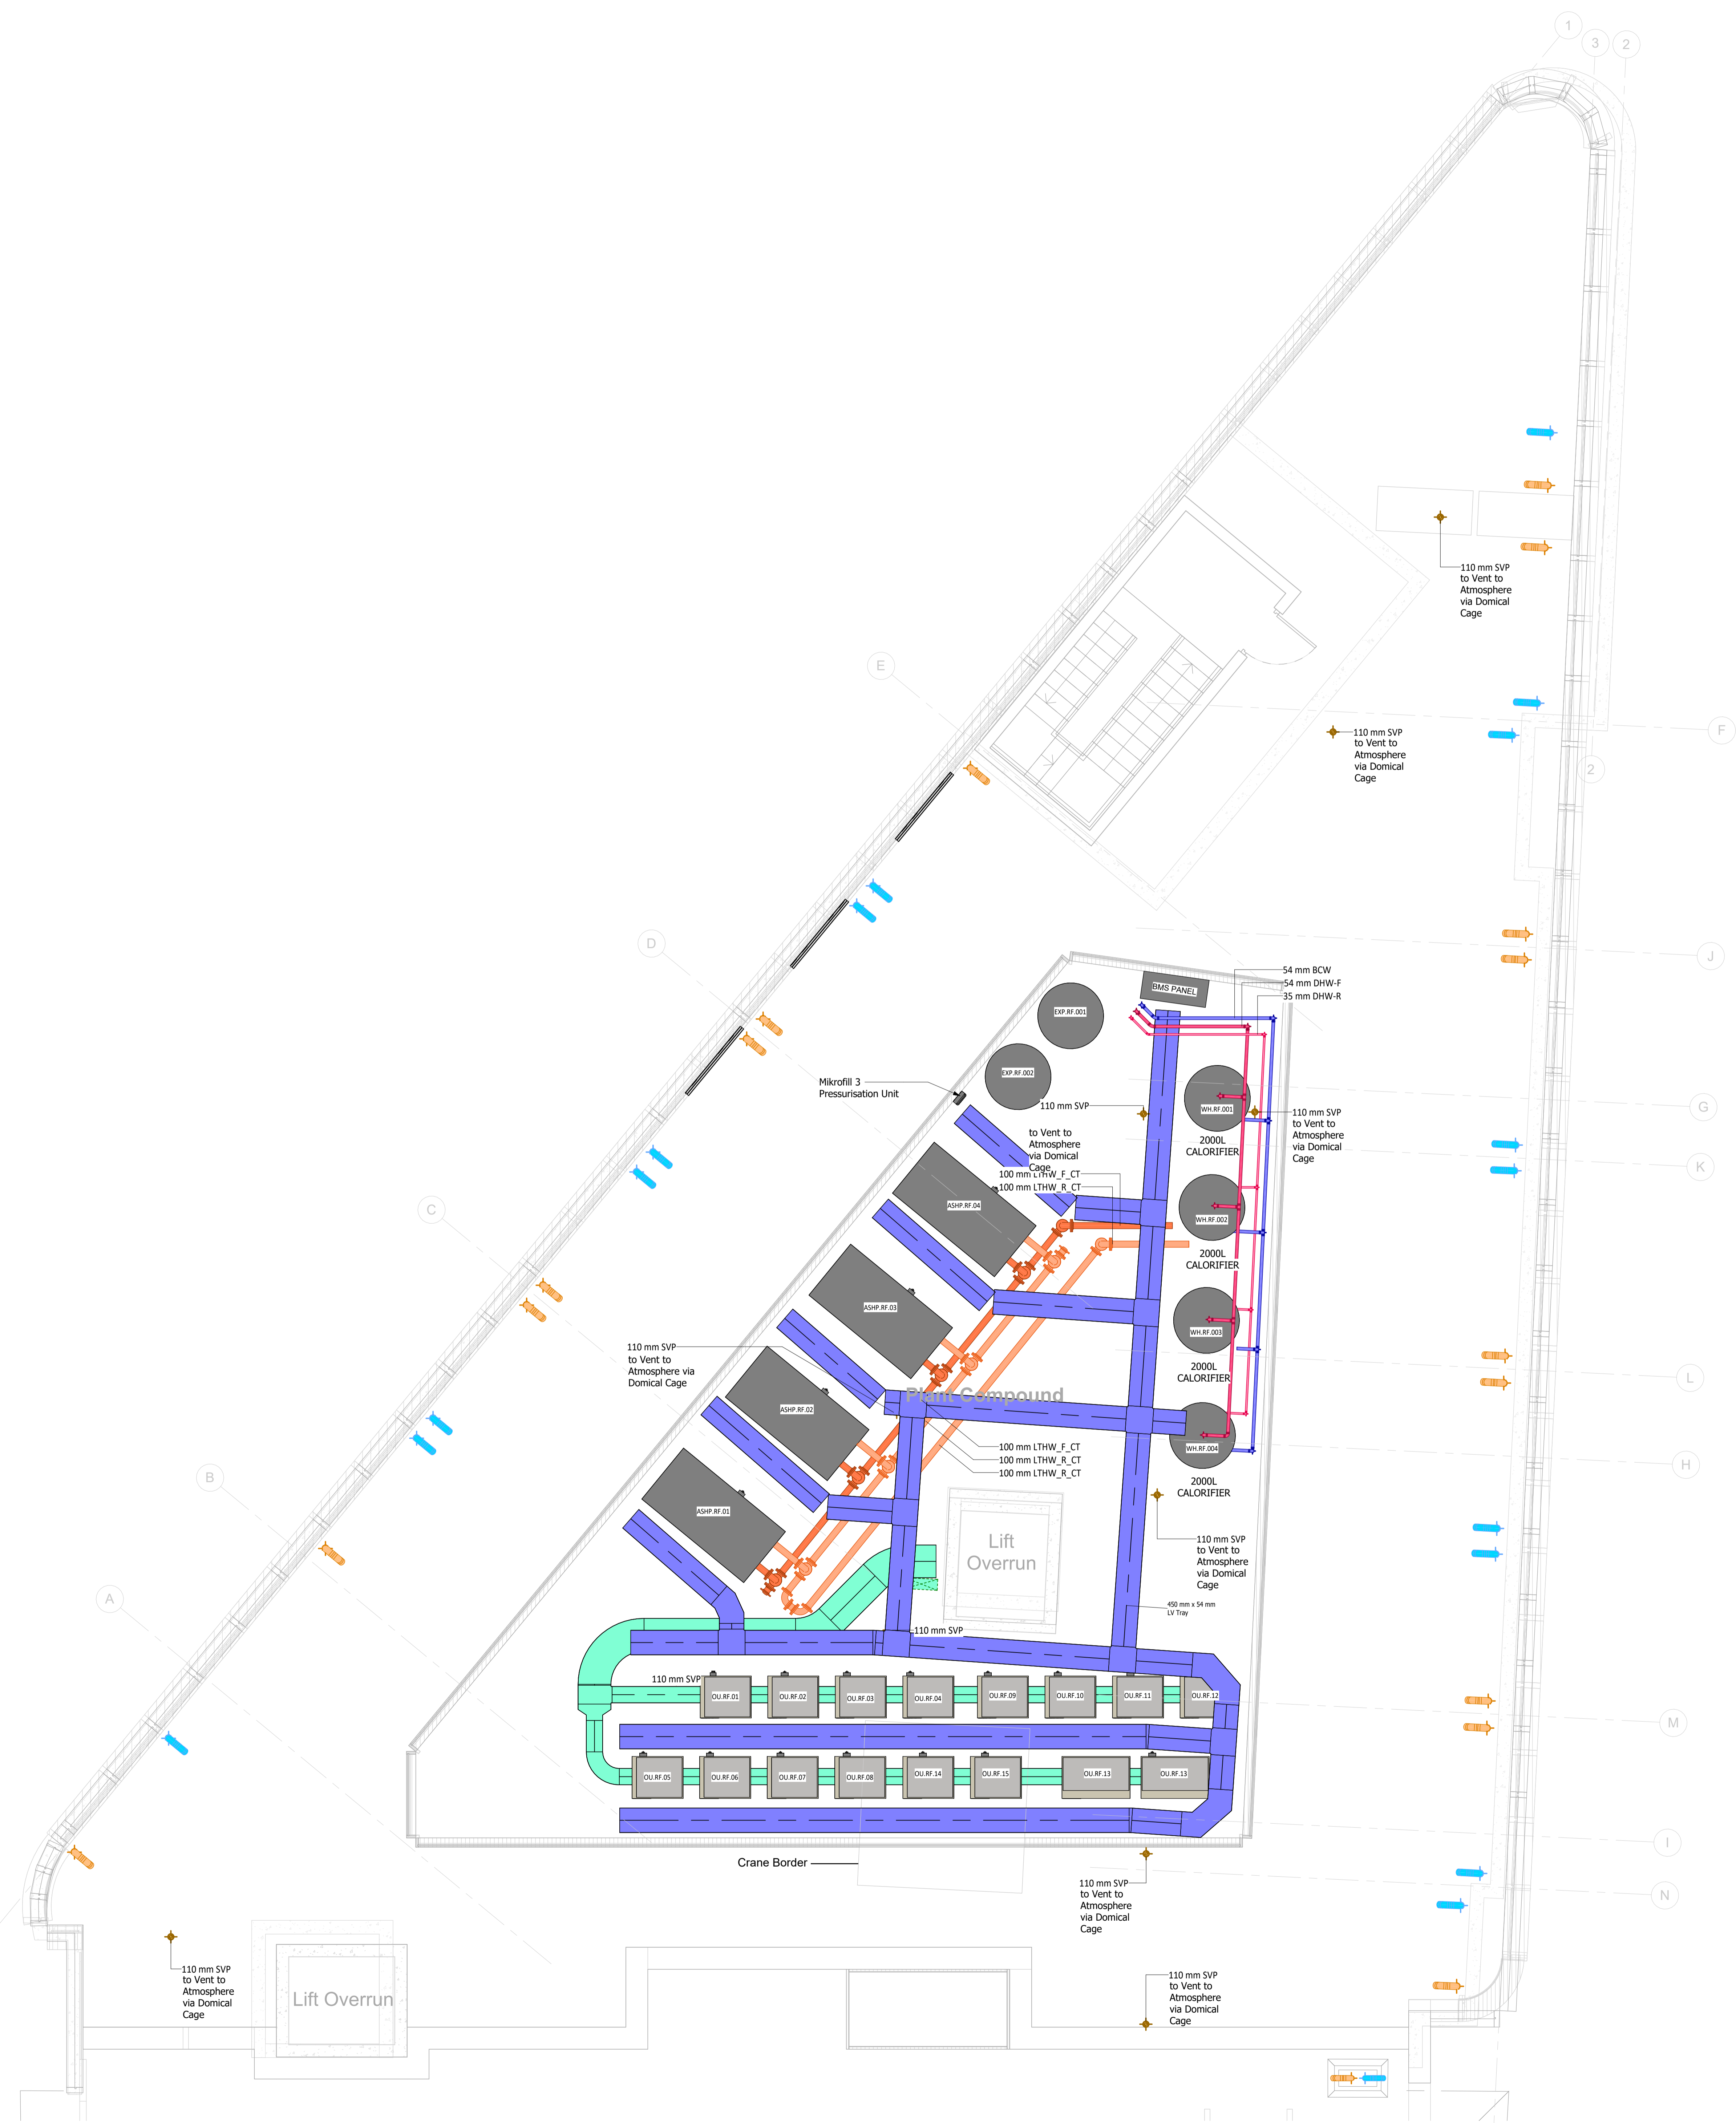 1
3
2
110 mm SVP
to Vent to
Atmosphere
via Domical
Cage
E
F
110 mm SVP
to Vent to
Atmosphere
via Domical
Cage
2
D
J
54 mm BCW
54 mm DHW-F
35 mm DHW-R
BMS PANEL
EXP.RF.001
EXP.RF.002
Mikrofill 3
Pressurisation Unit
110 mm SVP
to Vent to
Atmosphere
via Domical
Cage
WH.RF.001
2000L
CALORIFIER
110 mm SVP
to Vent to
Atmosphere
via Domical
Cage
G
K
100 mm LTHW_F_CT
100 mm LTHW_R_CT
ASHP.RF.04
WH.RF.002
2000L
CALORIFIER
C
ASHP.RF.03
WH.RF.003
2000L
CALORIFIER
110 mm SVP
to Vent to
Atmosphere via
Domical Cage
L
Plant Compound
ASHP.RF.02
WH.RF.004
2000L
CALORIFIER
100 mm LTHW_F_CT
100 mm LTHW_R_CT
100 mm LTHW_R_CT
H
B
ASHP.RF.01
Lift
Overrun
110 mm SVP
to Vent to
Atmosphere
via Domical
Cage
A
450 mm x 54 mm
LV Tray
110 mm SVP
110 mm SVP
OU.RF.01
OU.RF.02
OU.RF.03
OU.RF.04
OU.RF.09
OU.RF.10
OU.RF.11
OU.RF.12
M
OU.RF.05
OU.RF.06
OU.RF.07
OU.RF.08
OU.RF.14
OU.RF.15
OU.RF.13
OU.RF.13
I
Crane Border
N
110 mm SVP
to Vent to
Atmosphere
via Domical
Cage
110 mm SVP
to Vent to
Atmosphere
via Domical
Cage
Lift Overrun
110 mm SVP
to Vent to
Atmosphere
via Domical
Cage